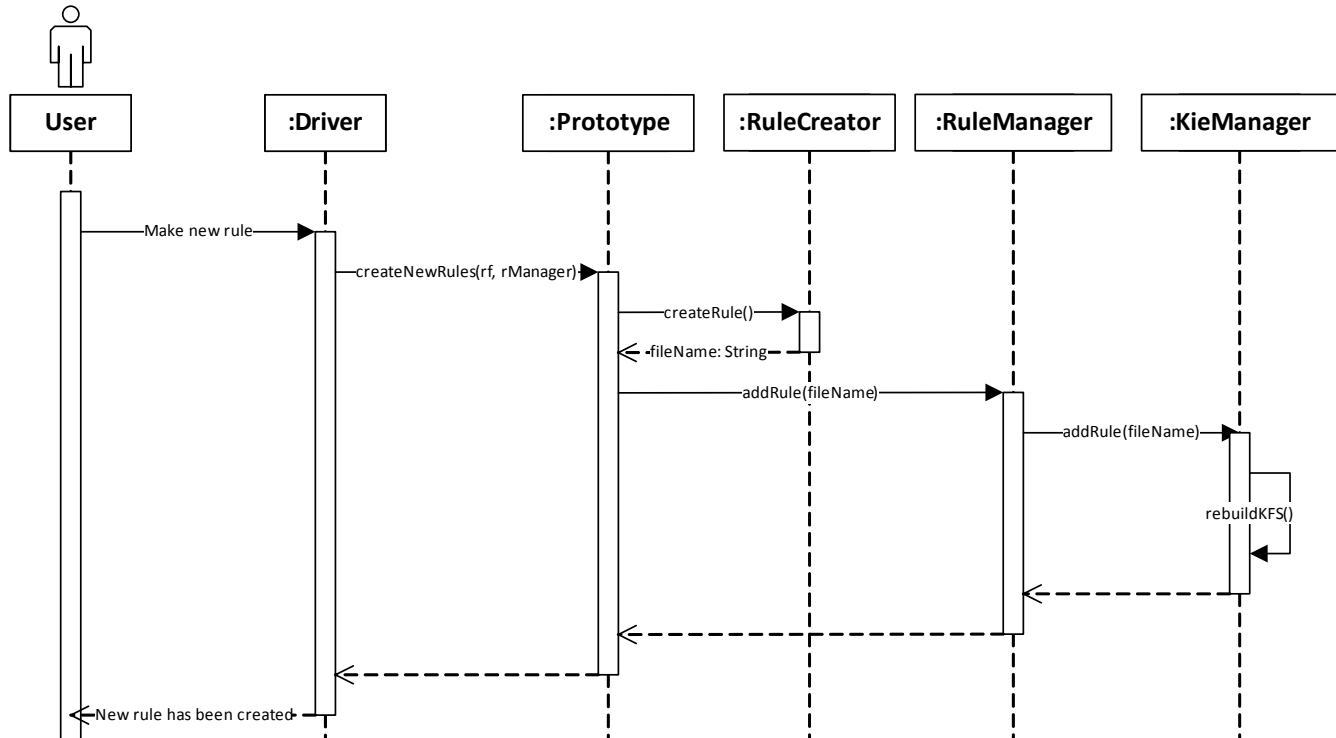 User
:Driver
:Prototype
:RuleCreator
:RuleManager
:KieManager
Make new rule
createNewRules(rf, rManager)
createRule()
fileName: String
addRule(fileName)
addRule(fileName)
rebuildKFS()
New rule has been created